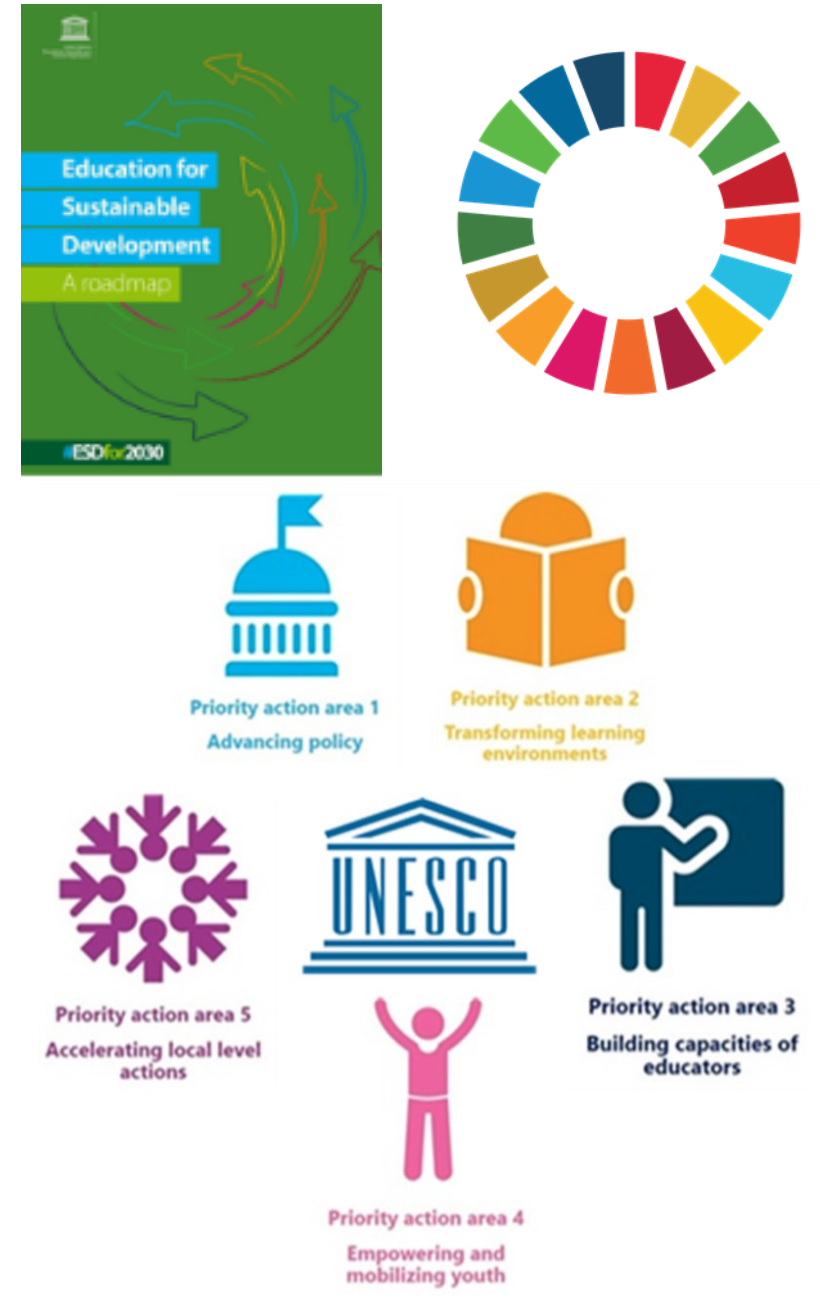 Education for
Sustainable
Development
A roadmap
#ESDfor2030
Priority action area 1
Advancing policy
Priority action area 2
Transforming learning
environments
UNESCO
Priority action area 5
Accelerating local level
actions
Priority action area 3
Building capacities of
educators
Priority action area 4
Empowering and
mobilizing youth